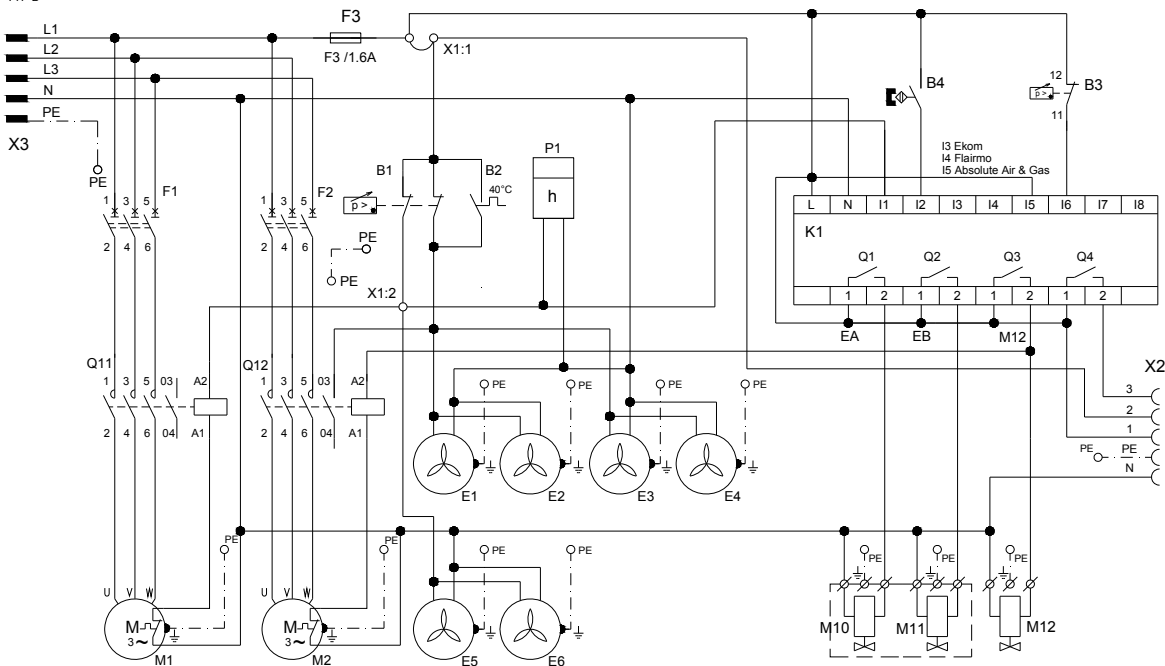 L1
L2
L3
N
PE
X3
PE
F3
F3 /1.6A
X1:1
B4
12
B3
p >
11
I3 Ekom
I4 Flairmo
I5 Absolute Air & Gas
1 3 5
F1
2 4 6
1 3 5
F2
2 4 6
B1
B2
40°C
p >
P1
h
PE
PE
X1:2
L N I1 I2 I3 I4 I5 I6 I7 I8
K1
Q1 Q2 Q3 Q4
1 2 1 2 1 2 1 2
EA EB M12
X2
3
2
1
PE PE
N
Q11
1 3 5 03 A2
2 4 6 04 A1
Q12
1 3 5 03 A2
2 4 6 04 A1
PE PE PE PE
E1 E2 E3 E4
PE PE PE PE
PE PE PE
U V W
M
3~
M1
U V W
M
3~
M2
E5 E6
M10 M11 M12